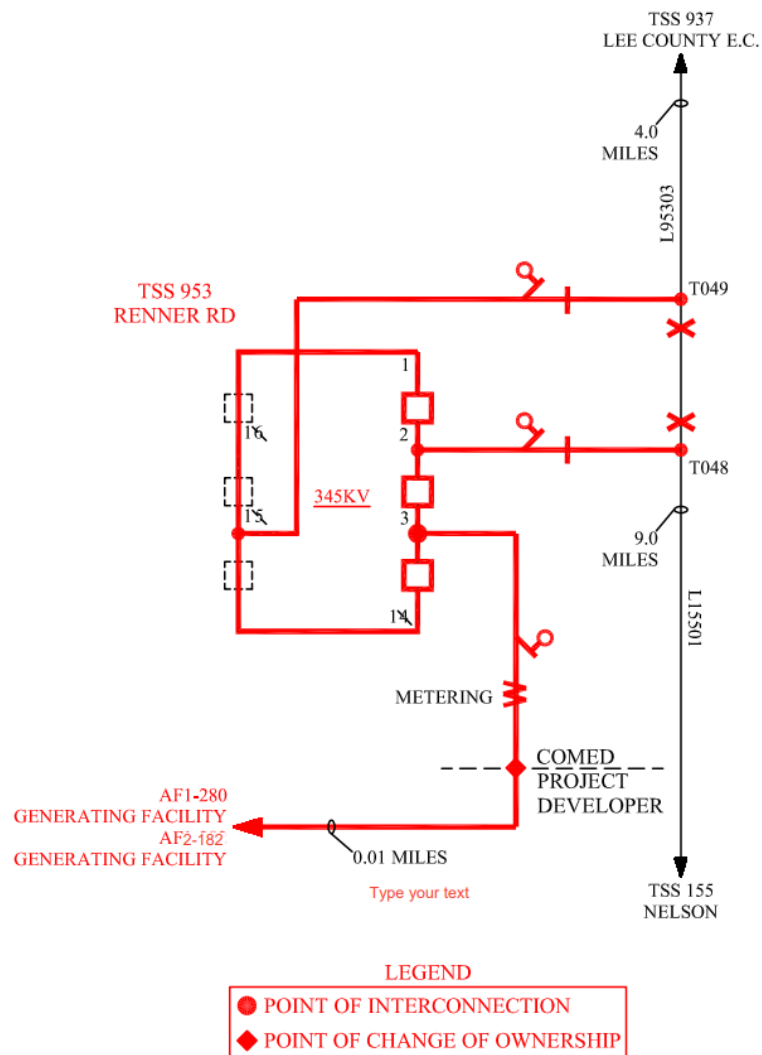 TSS 937
LEE COUNTY E.C.
4.0
MILES
L95303
TSS 953
RENNER RD
T049
1
16
2
T048
15
345KV
3
9.0
MILES
14
L15501
METERING
COMED
PROJECT
DEVELOPER
AF1-280
GENERATING FACILITY
AF2-182
GENERATING FACILITY
0.01 MILES
Type your text
TSS 155
NELSON
LEGEND
POINT OF INTERCONNECTION
POINT OF CHANGE OF OWNERSHIP